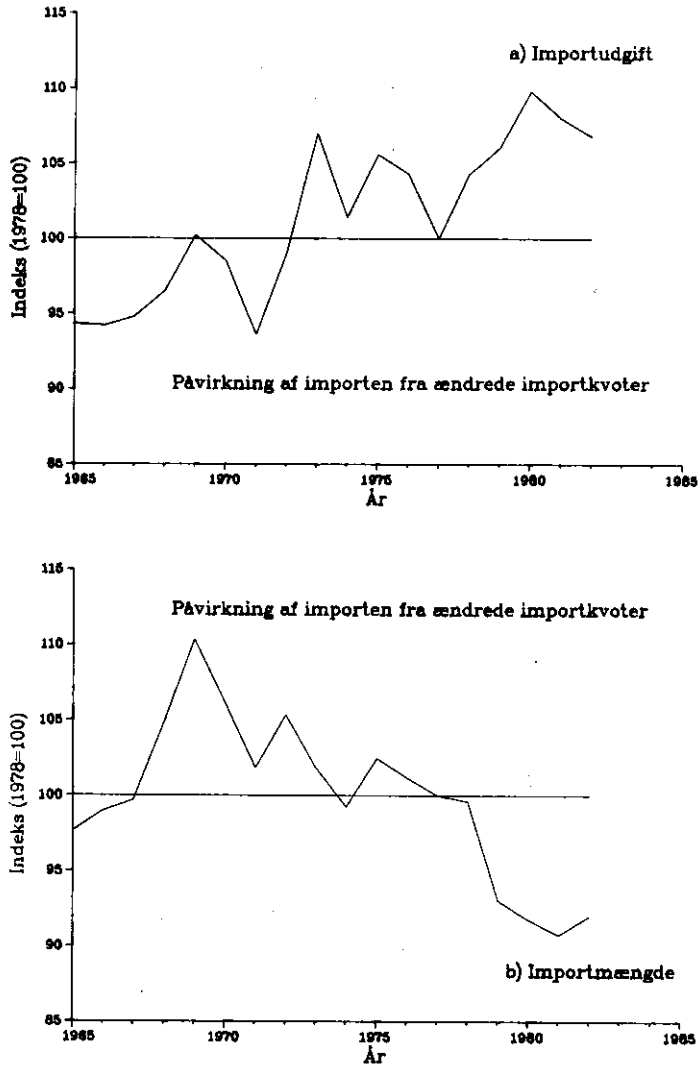 115
a) Importudgift
110
105
100
95
90
85
Indeks (1978=100)
Påvirkning af importen fra ændrede importkvoter
1965 1970 1975 1980 1985
År
115
Påvirkning af importen fra ændrede importkvoter
110
105
100
95
90
85
Indeks (1978=100)
b) Importmængde
1965 1970 1975 1980 1985
År